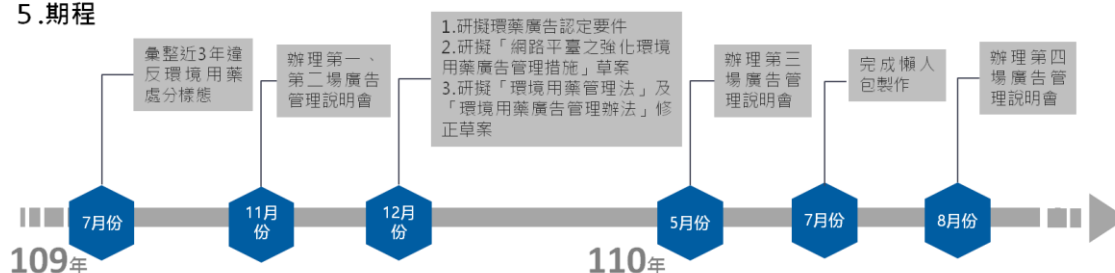 5.期程
彙整近3年違
反環境用藥
處分樣態
辦理第一、
第二場廣告
管理說明會
1.研擬環藥廣告認定要件
2.研擬「網路平臺之強化環境
用藥廣告管理措施」草案
3.研擬「環境用藥管理法」及
「環境用藥廣告管理辦法」修
正草案
辦理第三
場廣告管
理說明會
完成懶人
包製作
辦理第四
場廣告管
理說明會
7月份
11月
份
12月
份
5月份
7月份
8月份
109年
110年